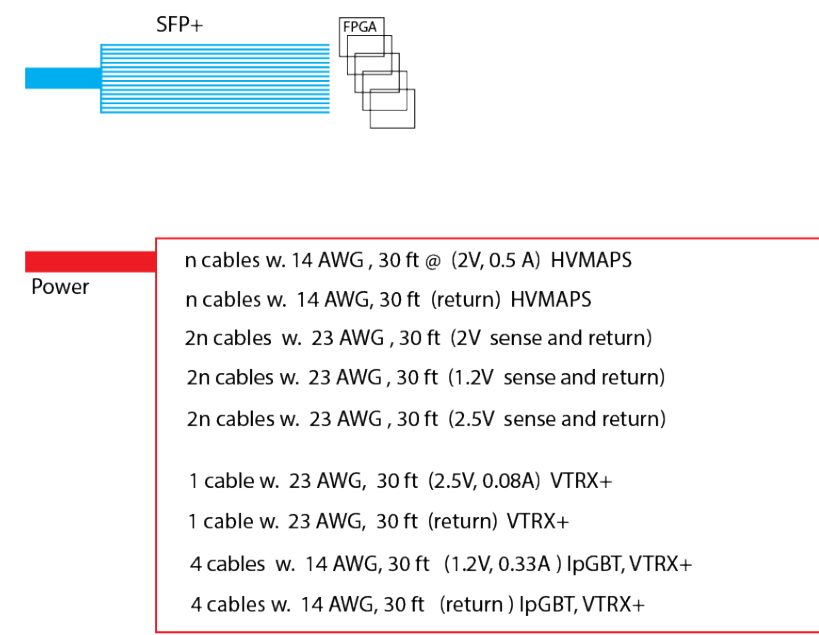 SFP+
FPGA
Power
n cables w. 14 AWG , 30 ft @ (2V, 0.5 A) HVMAPS
n cables w. 14 AWG, 30 ft (return) HVMAPS
2n cables w. 23 AWG , 30 ft (2V sense and return)
2n cables w. 23 AWG , 30 ft (1.2V sense and return)
2n cables w. 23 AWG , 30 ft (2.5V sense and return)
1 cable w. 23 AWG, 30 ft (2.5V, 0.08A) VTRX+
1 cable w. 23 AWG, 30 ft (return) VTRX+
4 cables w. 14 AWG, 30 ft (1.2V, 0.33A ) lpGBT, VTRX+
4 cables w. 14 AWG, 30 ft (return ) lpGBT, VTRX+